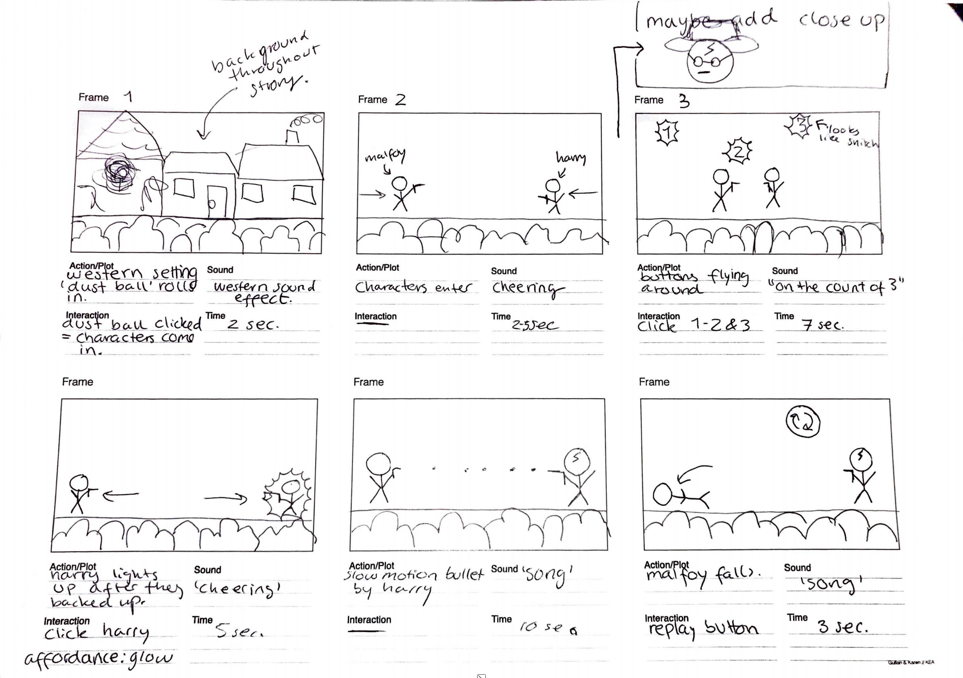 maybe add close up
background
throughout
story.
Frame 1
Frame 2
Frame 3
malfoy
harry
1
2
3
looks
like snitch
Action/Plot
western setting
'dust ball' rolls
in.
Sound
western sound
effect.
Interaction
dust ball clicked
= characters come
in.
Time
2 sec.
Action/Plot
Characters enter
Sound
cheering
Interaction
Time
Action/Plot
buttons flying
around
Sound
"on the count of 3"
Interaction
click 1-2 & 3
Time
7 sec.
Frame
Frame
Frame
Action/Plot
harry lights
up after they
backed up.
Sound
'cheering'
Interaction
click harry
affordance: glow
Time
5 sec.
Action/Plot
slow motion bullet
by harry
Sound
'song'
Interaction
Time
10 sec
Action/Plot
malfoy falls.
Sound
'song'
Interaction
replay button
Time
3 sec.